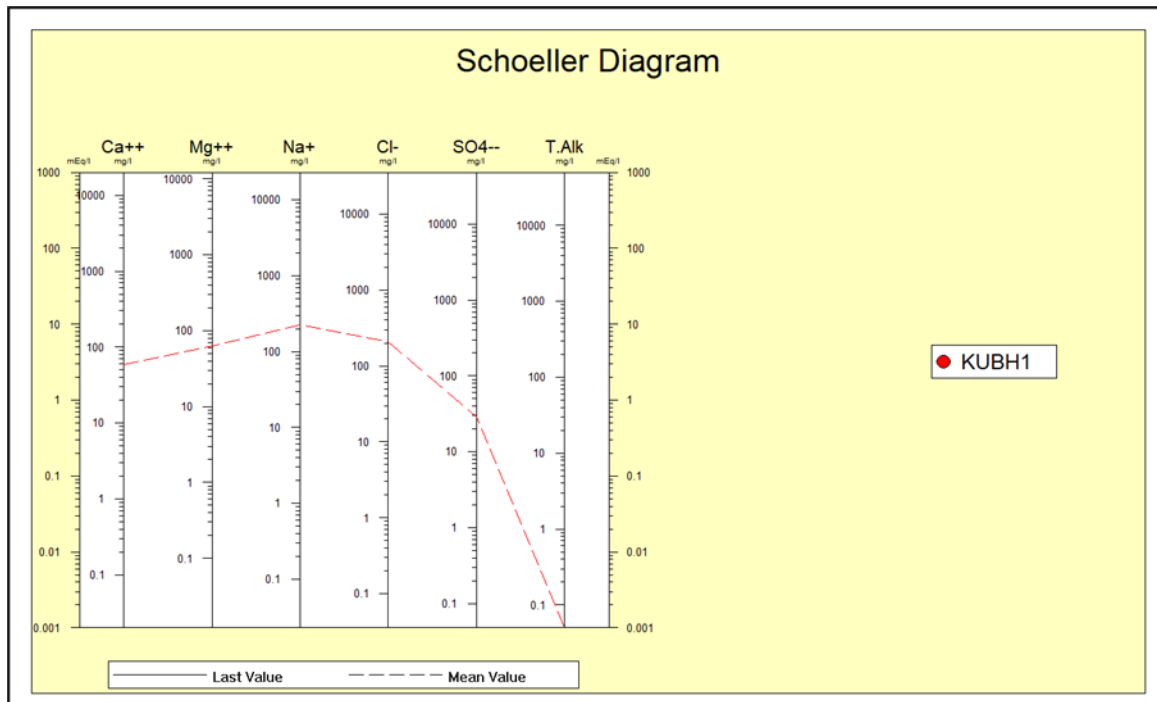 Schoeller Diagram
Ca++ Mg++ Na+ Cl- SO4-- T.Alk
mEq/l mg/l mg/l mg/l mg/l mg/l mg/l mEq/l
1000 10000 10000 10000 10000 10000 10000 1000
100 1000 1000 1000 1000 1000 1000 100
10 100 100 100 100 100 100 10
1 10 10 10 10 10 10 1
0.1 1 1 1 1 1 1 0.1
0.01 0.1 0.1 0.1 0.1 0.1 0.1 0.01
0.001 0.001
KUBH1
Last Value Mean Value